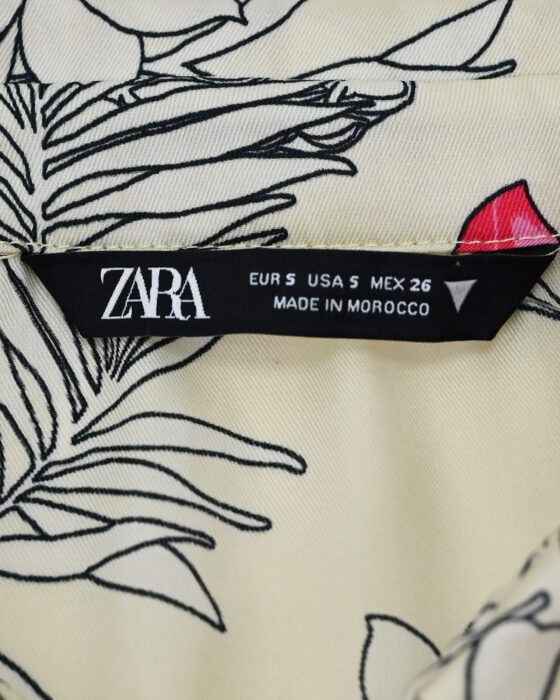 ZARA
EUR S USA S MEX 26
MADE IN MOROCCO